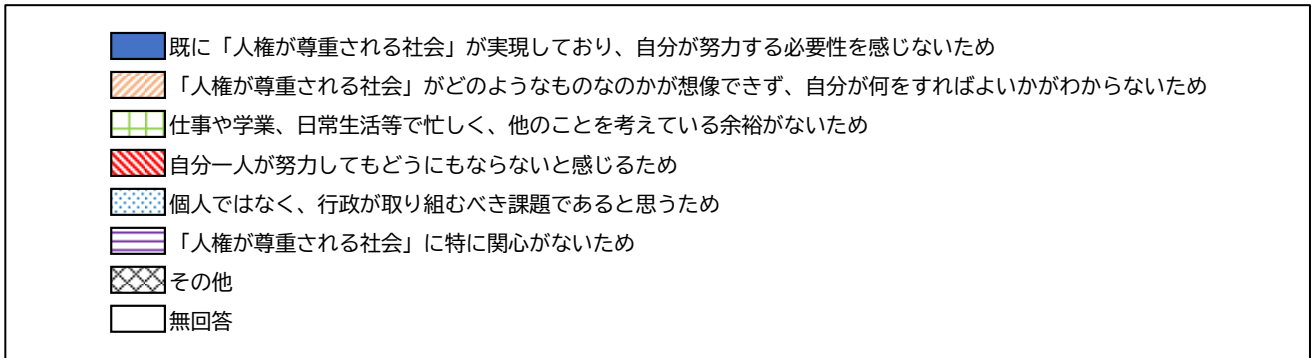 既に「人権が尊重される社会」が実現しており、自分が努力する必要性を感じないため
「人権が尊重される社会」がどのようなものなのかが想像できず、自分が何をすればよいかがわからないため
仕事や学業、日常生活等で忙しく、他のことを考えている余裕がないため
自分一人が努力してもどうにもならないと感じるため
個人ではなく、行政が取り組むべき課題であると思うため
「人権が尊重される社会」に特に関心がないため
その他
無回答